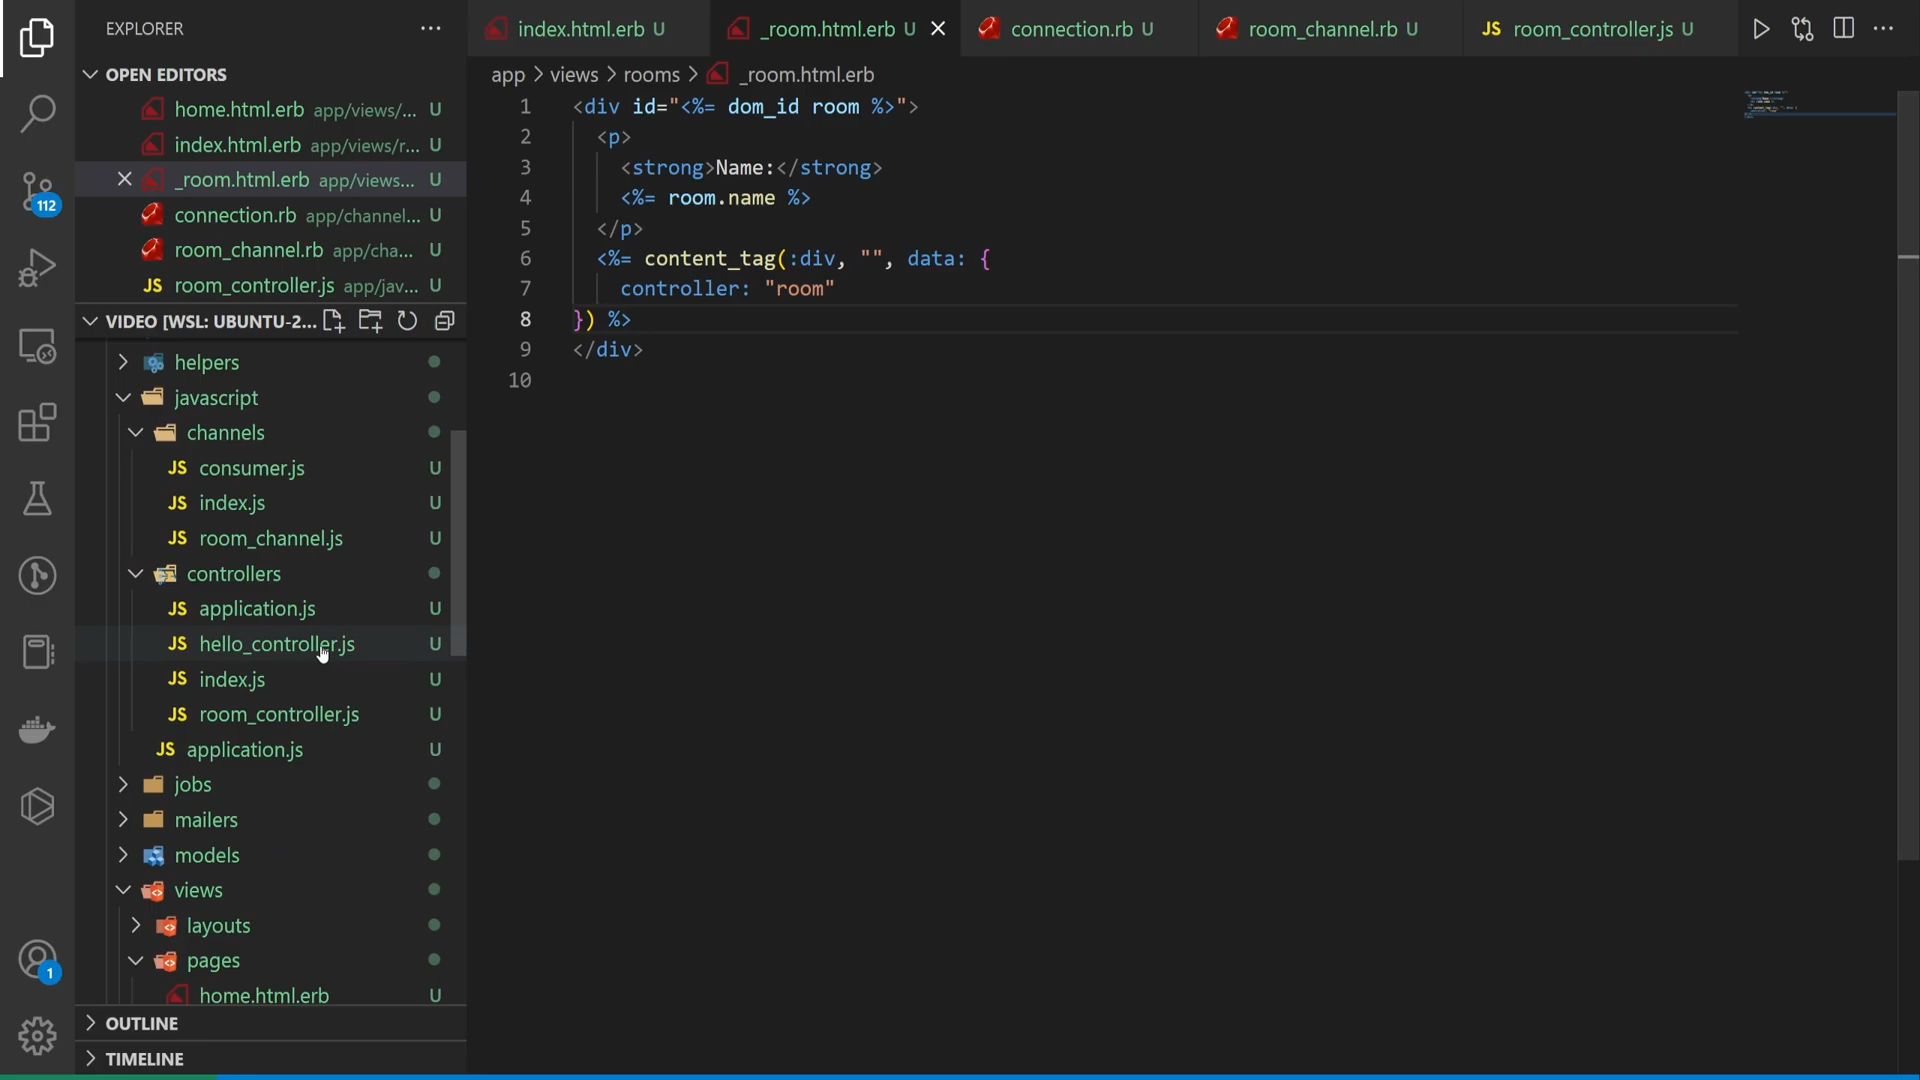 EXPLORER
OPEN EDITORS
home.html.erb app/views/... U
index.html.erb app/views/r... U
_room.html.erb app/views... U
connection.rb app/channel... U
room_channel.rb app/cha... U
JS room_controller.js app/jav... U
VIDEO [WSL: UBUNTU-2...
helpers
javascript
channels
JS consumer.js U
JS index.js U
JS room_channel.js U
controllers
JS application.js U
JS hello_controller.js U
JS index.js U
JS room_controller.js U
JS application.js U
jobs
mailers
models
views
layouts
pages
home.html.erb U
OUTLINE
TIMELINE
112
1
index.html.erb U
_room.html.erb U
connection.rb U
room_channel.rb U
JS room_controller.js U
app > views > rooms > _room.html.erb
1 <div id="<%= dom_id room %>">
2 <p>
3 <strong>Name:</strong>
4 <%= room.name %>
5 </p>
6 <%= content_tag(:div, "", data: {
7 controller: "room"
8 }) %>
9 </div>
10